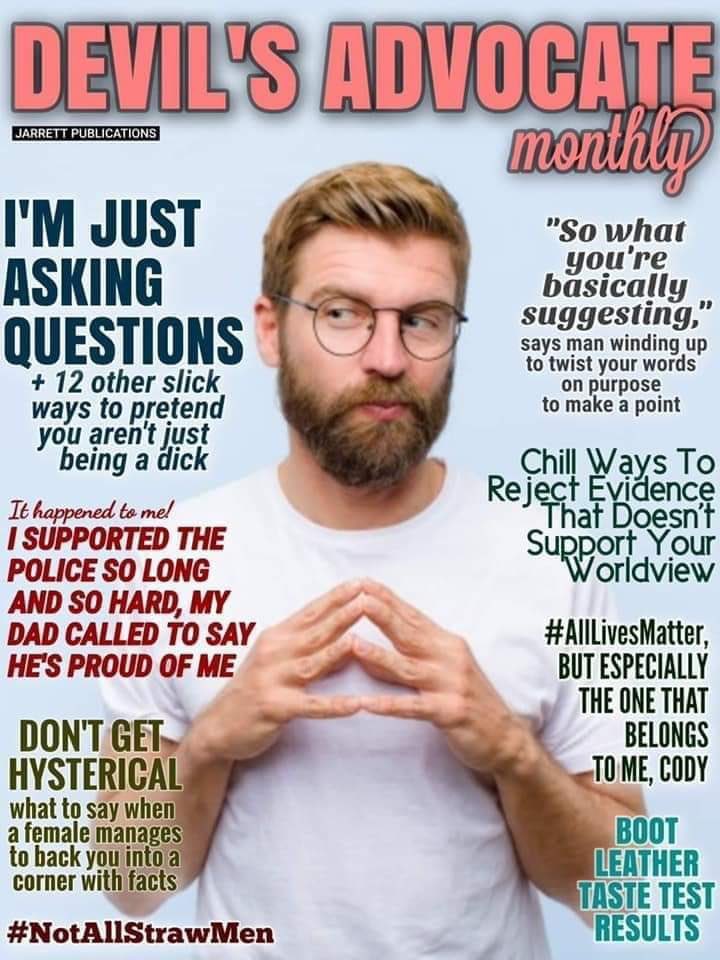 DEVIL'S ADVOCATE
monthly
JARRETT PUBLICATIONS
I'M JUST
ASKING
QUESTIONS
+ 12 other slick
ways to pretend
you aren't just
being a dick
It happened to me!
I SUPPORTED THE
POLICE SO LONG
AND SO HARD, MY
DAD CALLED TO SAY
HE'S PROUD OF ME
DON'T GET
HYSTERICAL
what to say when
a female manages
to back you into a
corner with facts
#NotAllStrawMen
"So what
you're
basically
suggesting,"
says man winding up
to twist your words
on purpose
to make a point
Chill Ways To
Reject Evidence
That Doesn't
Support Your
Worldview
#AllLivesMatter,
BUT ESPECIALLY
THE ONE THAT
BELONGS
TO ME, CODY
BOOT
LEATHER
TASTE TEST
RESULTS